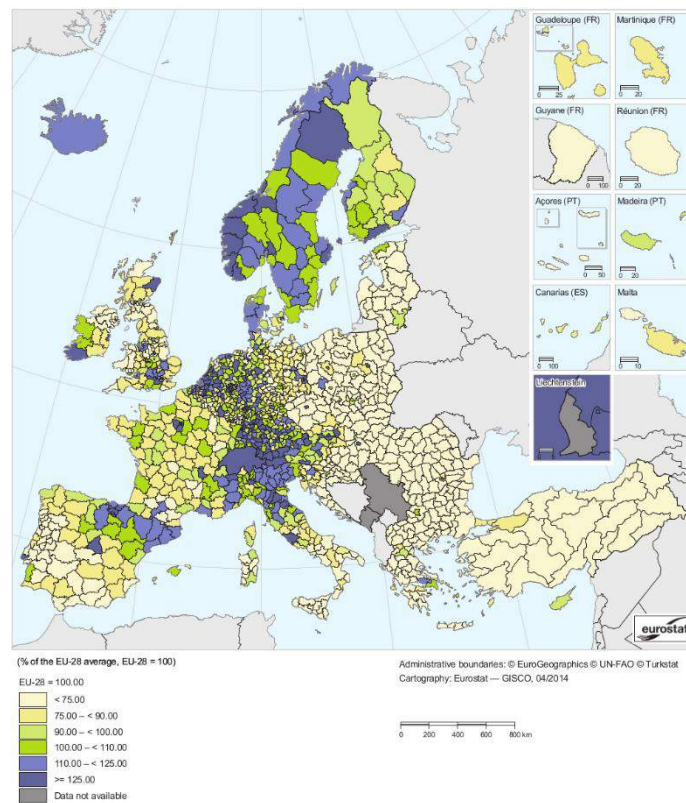 Guadeloupe (FR)
0 25
Martinique (FR)
0 20
Guyane (FR)
0 100
Réunion (FR)
0 20
Açores (PT)
0 50
Madeira (PT)
0 20
Canarias (ES)
0 100
Malta
0 10
Liechtenstein
eurostat
(% of the EU-28 average, EU-28 = 100)
EU-28 = 100.00
< 75.00
75.00 – < 90.00
90.00 – < 100.00
100.00 – < 110.00
110.00 – < 125.00
>= 125.00
Data not available
Administrative boundaries: © EuroGeographics © UN-FAO © Turkstat
Cartography: Eurostat — GISCO, 04/2014
0 200 400 600 800 km